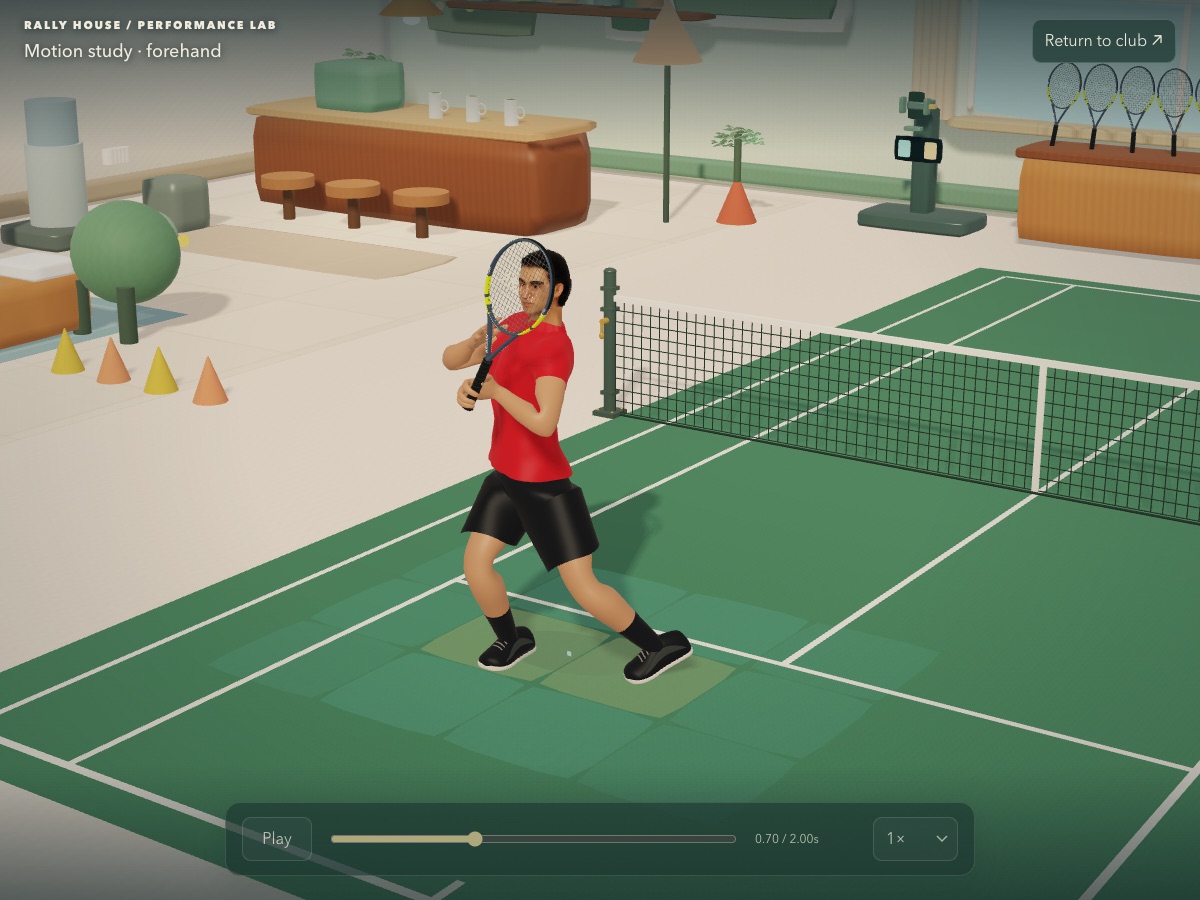 RALLY HOUSE / PERFORMANCE LAB
Motion study · forehand
Return to club ↗
Play
0.70 / 2.00s
1×